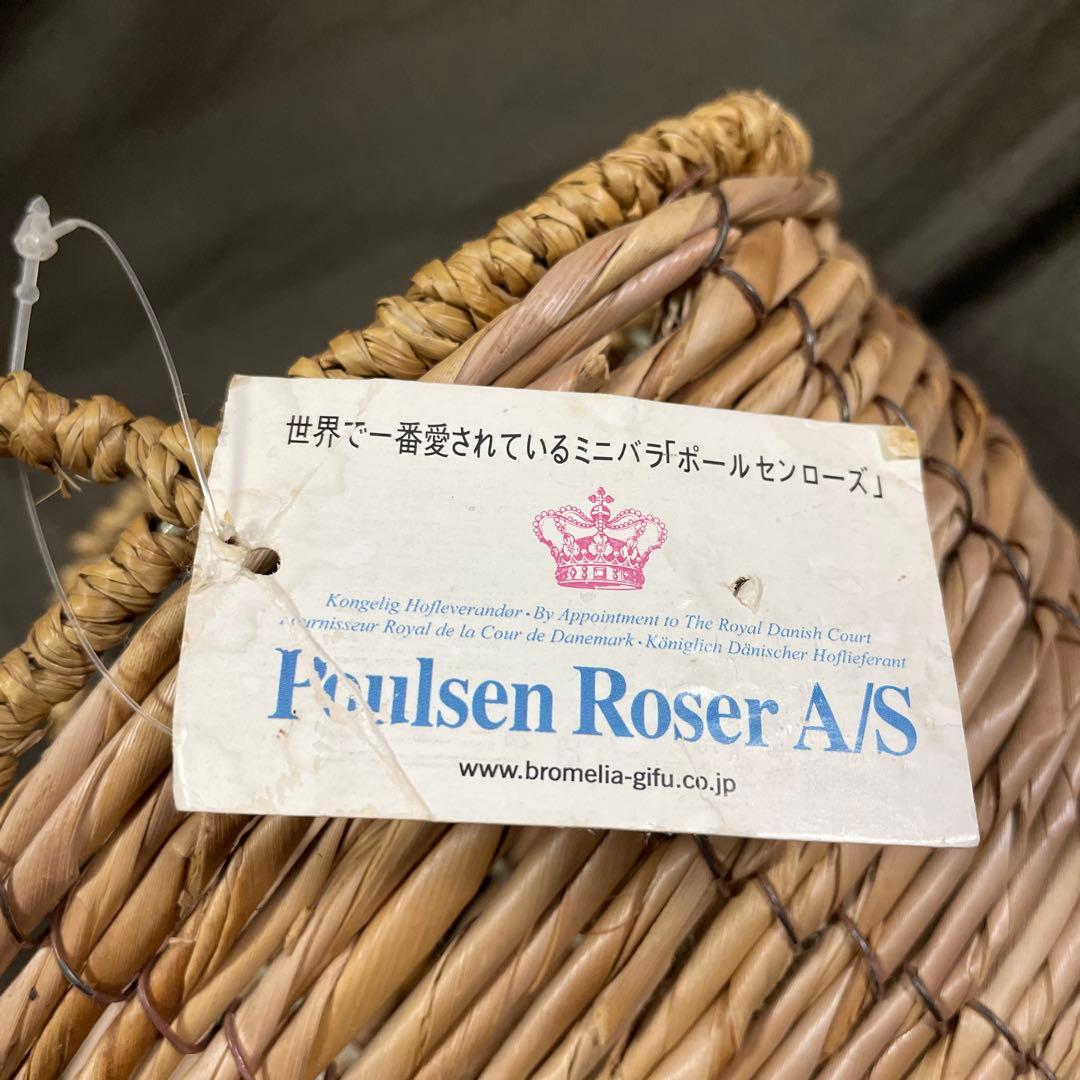 世界で一番愛されているミニバラ｢ポールセンローズ｣
Kongelig Hofleverandør • By Appointment to The Royal Danish Court
Fournisseur Royal de la Cour de Danemark • Königlich Dänischer Hoflieferant
Poulsen Roser A/S
www.bromelia-gifu.co.jp